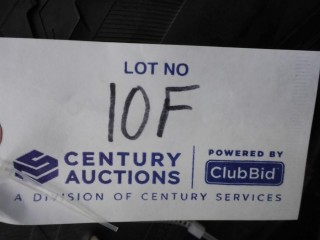 LOT NO
10F
CENTURY AUCTIONS
POWERED BY
ClubBid
A DIVISION OF CENTURY SERVICES